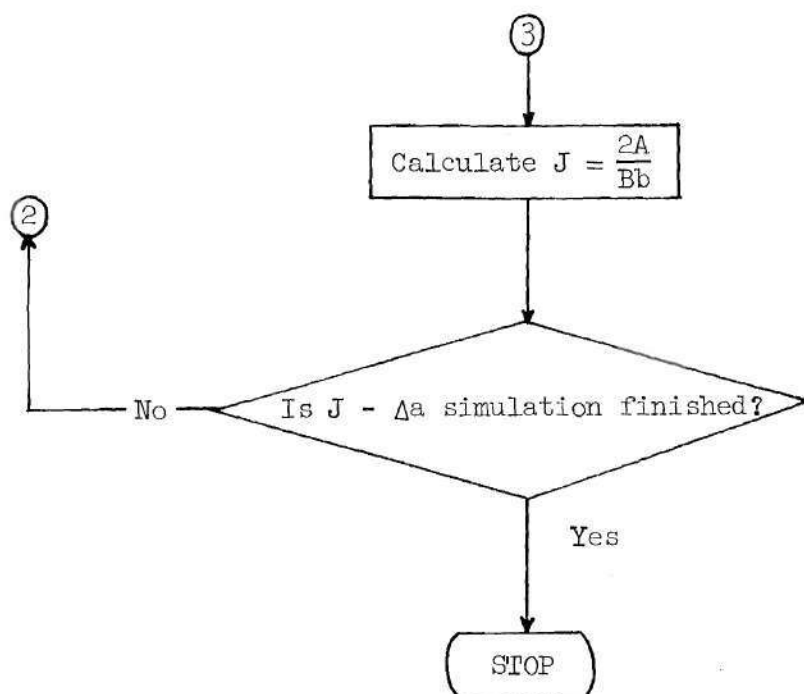 3
Calculate J = 2A/Bb
2
No
Is J - Δa simulation finished?
Yes
STOP